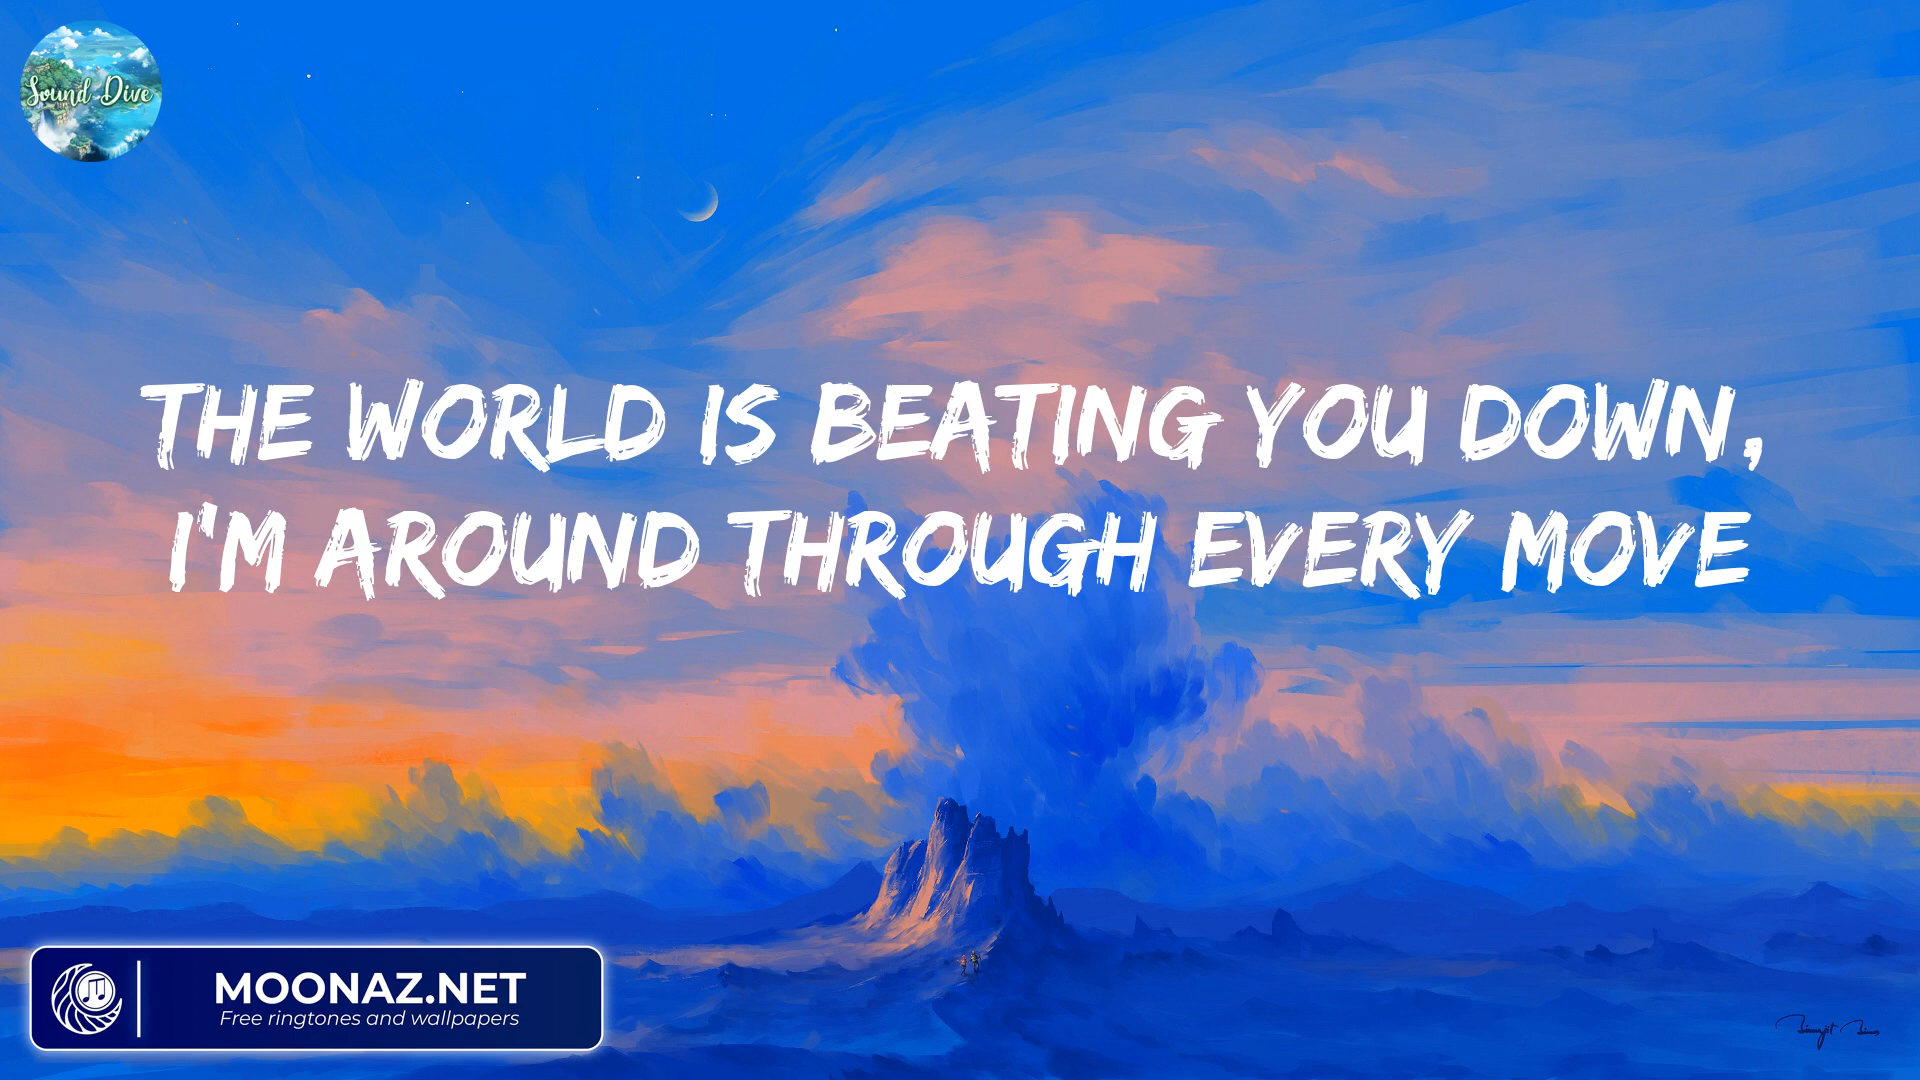 Sound Dive
THE WORLD IS BEATING YOU DOWN,
I'M AROUND THROUGH EVERY MOVE
MOONAZ.NET
Free ringtones and wallpapers